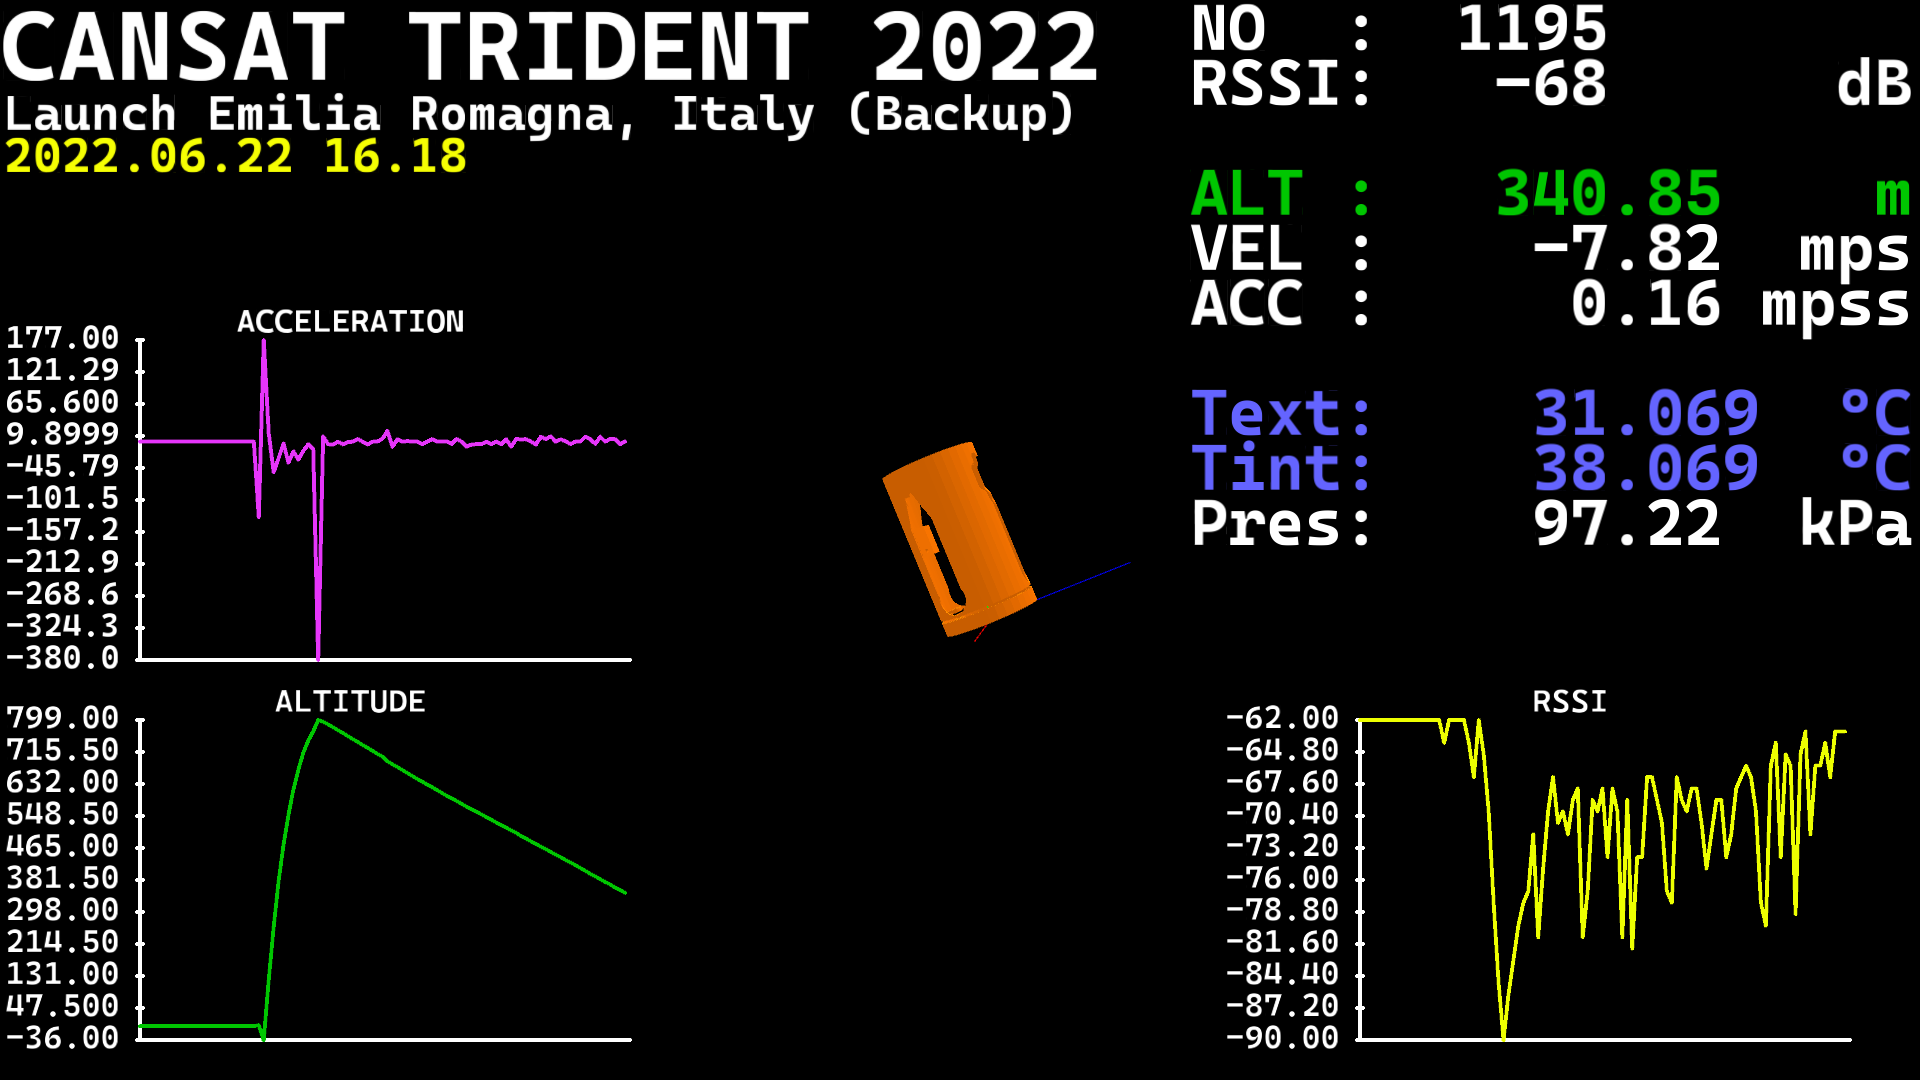 CANSAT TRIDENT 2022
Launch Emilia Romagna, Italy (Backup)
2022.06.22 16.18
NO : 1195
RSSI: -68 dB
ALT : 340.85 m
VEL : -7.82 mps
ACC : 0.16 mpss
Text: 31.069 °C
Tint: 38.069 °C
Pres: 97.22 kPa
ACCELERATION
177.00
121.29
65.600
9.8999
-45.79
-101.5
-157.2
-212.9
-268.6
-324.3
-380.0
ALTITUDE
799.00
715.50
632.00
548.50
465.00
381.50
298.00
214.50
131.00
47.500
-36.00
RSSI
-62.00
-64.80
-67.60
-70.40
-73.20
-76.00
-78.80
-81.60
-84.40
-87.20
-90.00